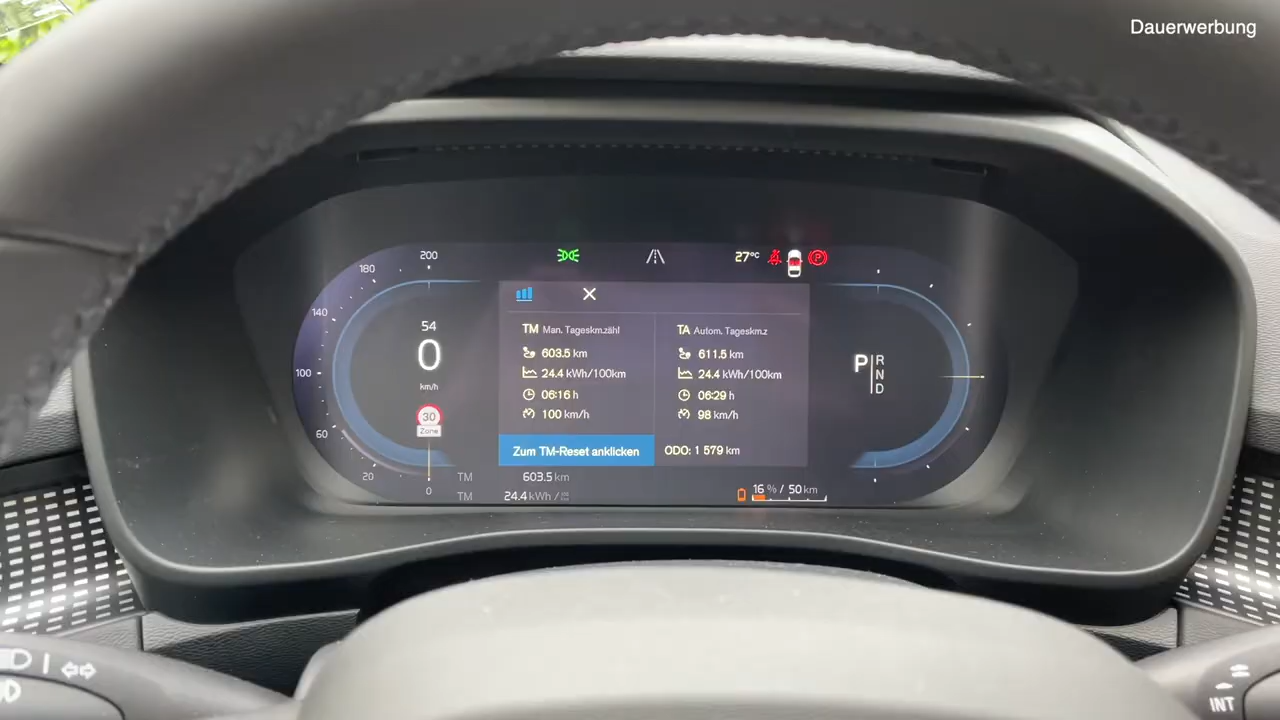 Dauerwerbung
200
180
140
100
60
20
0
54
0
km/h
30
Zone
27°C
P
TM Man. Tageskm.zähl
603.5 km
24.4 kWh/100km
06:16 h
100 km/h
Zum TM-Reset anklicken
TA Autom. Tageskm.z
611.5 km
24.4 kWh/100km
06:29 h
98 km/h
ODO: 1 579 km
P
R
N
D
TM 603.5 km
TM 24.4 kWh /
16 % / 50 km
INT